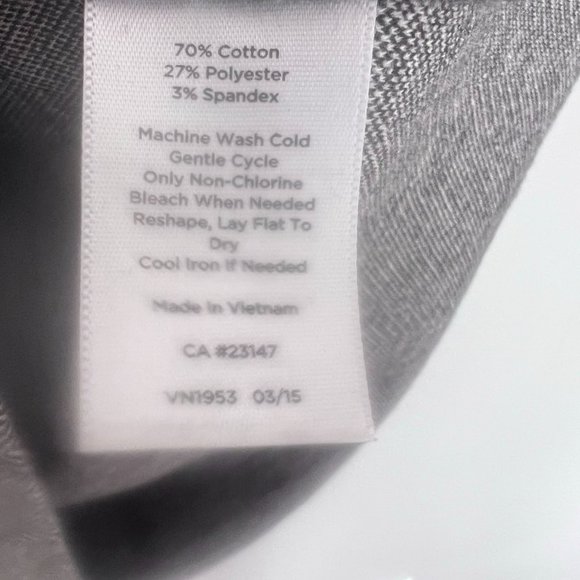 70% Cotton
27% Polyester
3% Spandex
Machine Wash Cold
Gentle Cycle
Only Non-Chlorine
Bleach When Needed
Reshape, Lay Flat To
Dry
Cool Iron If Needed
Made In Vietnam
CA #23147
VN1953 03/15